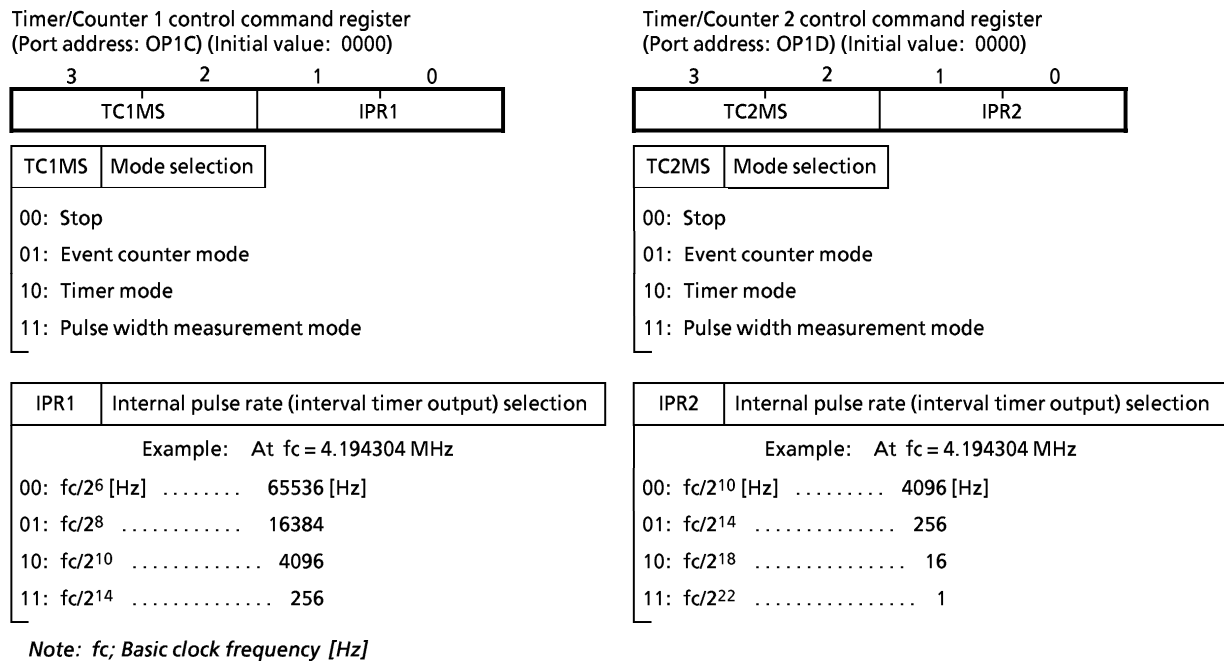 Timer/Counter 1 control command register
(Port address: OP1C) (Initial value: 0000)
3 2 1 0
TC1MS IPR1
TC1MS Mode selection
00: Stop
01: Event counter mode
10: Timer mode
11: Pulse width measurement mode
IPR1 Internal pulse rate (interval timer output) selection
Example: At fc = 4.194304 MHz
00: fc/2⁶ [Hz] ........ 65536 [Hz]
01: fc/2⁸ ............ 16384
10: fc/2¹⁰ ............. 4096
11: fc/2¹⁴ .............. 256
Note: fc; Basic clock frequency [Hz]
Timer/Counter 2 control command register
(Port address: OP1D) (Initial value: 0000)
3 2 1 0
TC2MS IPR2
TC2MS Mode selection
00: Stop
01: Event counter mode
10: Timer mode
11: Pulse width measurement mode
IPR2 Internal pulse rate (interval timer output) selection
Example: At fc = 4.194304 MHz
00: fc/2¹⁰ [Hz] ......... 4096 [Hz]
01: fc/2¹⁴ .............. 256
10: fc/2¹⁸ ............... 16
11: fc/2²² ................ 1